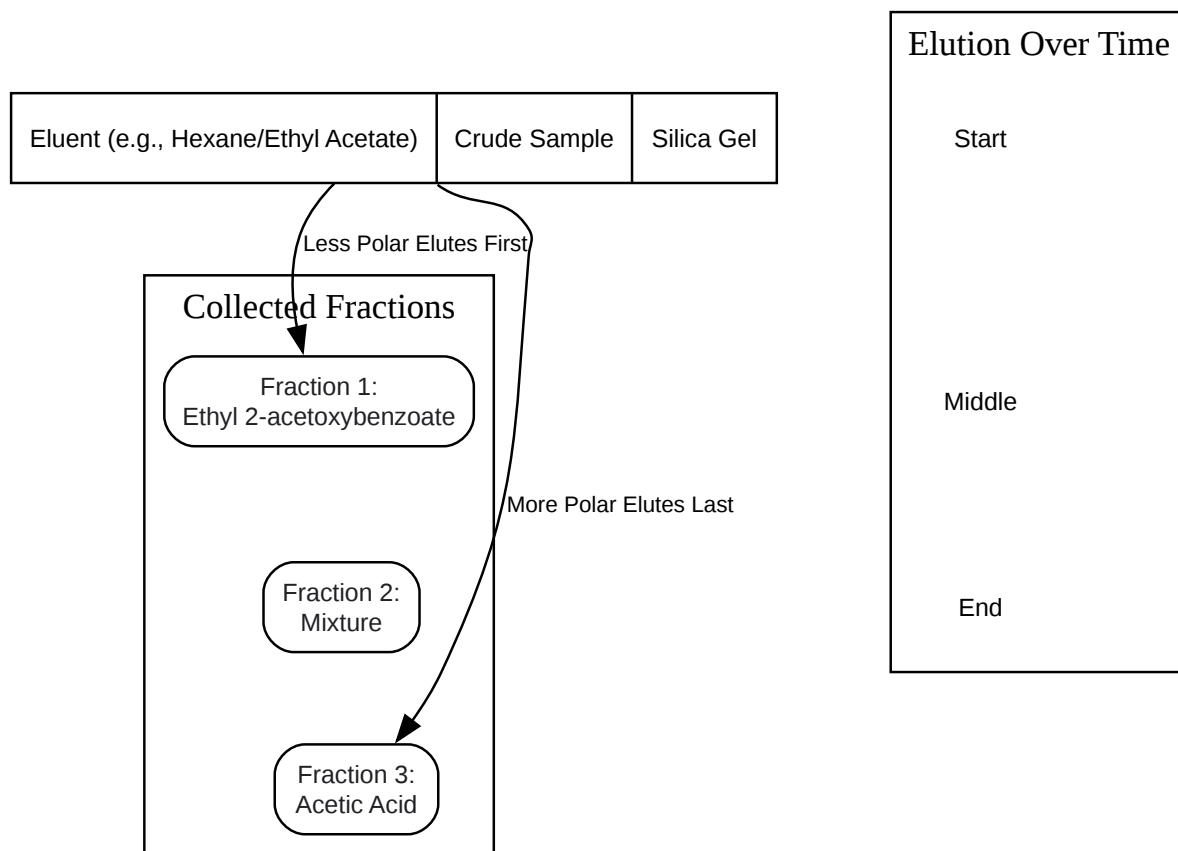 Elution Over Time
Eluent (e.g., Hexane/Ethyl Acetate)
Crude Sample
Silica Gel
Start
Less Polar Elutes First
Collected Fractions
Fraction 1:
Ethyl 2-acetoxybenzoate
Middle
More Polar Elutes Last
Fraction 2:
Mixture
End
Fraction 3:
Acetic Acid